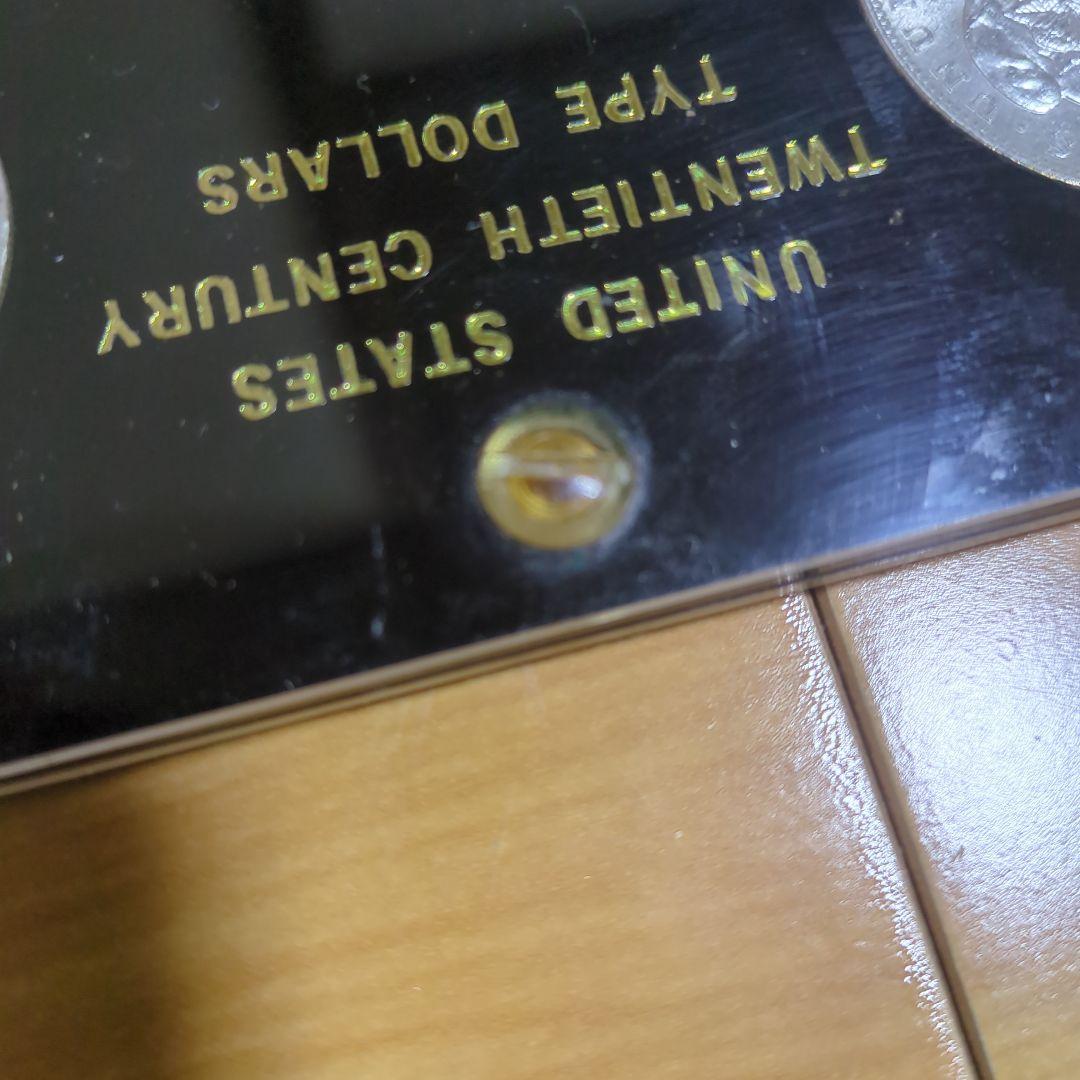 UNITED STATES
TWENTIETH CENTURY
TYPE DOLLARS